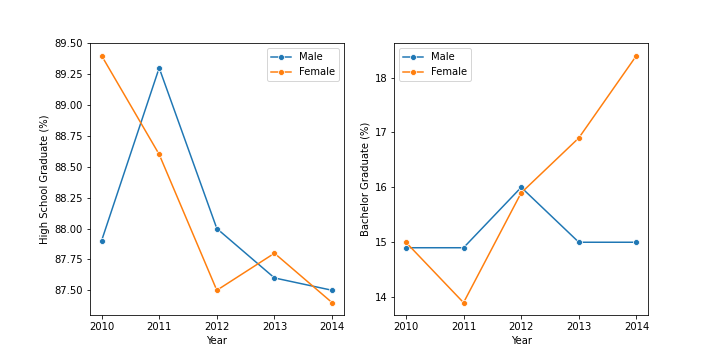 High School Graduate (%)
89.50
89.25
89.00
88.75
88.50
88.25
88.00
87.75
87.50
Male
Female
2010 2011 2012 2013 2014
Year
Bachelor Graduate (%)
18
17
16
15
14
Male
Female
2010 2011 2012 2013 2014
Year